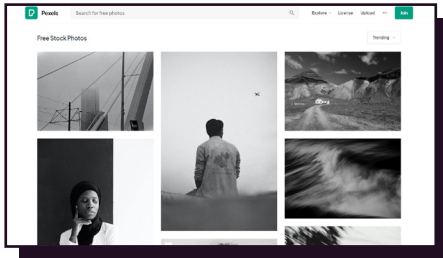 Pexels
Search for free photos
Explore
License
Upload
Join
Free Stock Photos
Trending